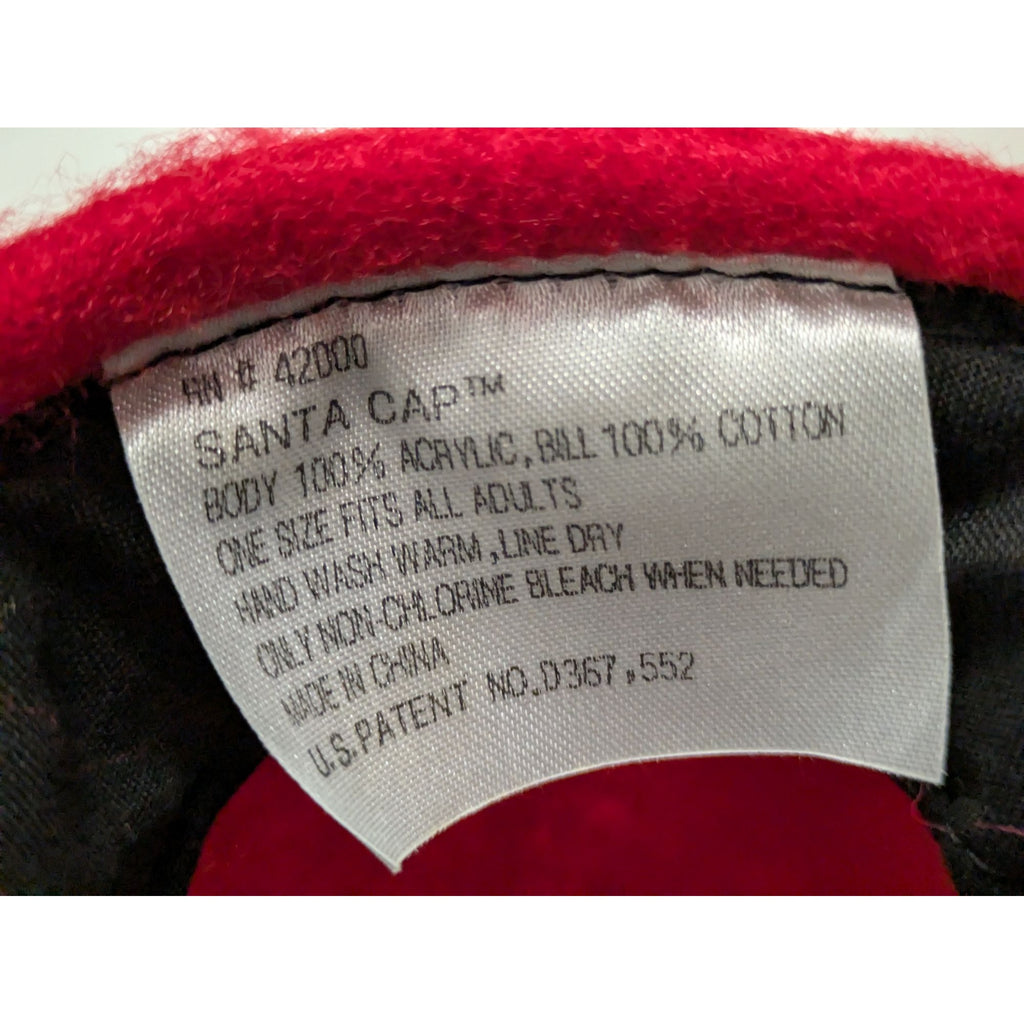 RN # 42000
SANTA CAP™
BODY 100% ACRYLIC, BILL 100% COTTON
ONE SIZE FITS ALL ADULTS
HAND WASH WARM, LINE DRY
ONLY NON-CHLORINE BLEACH WHEN NEEDED
MADE IN CHINA
U.S. PATENT NO. D367,552